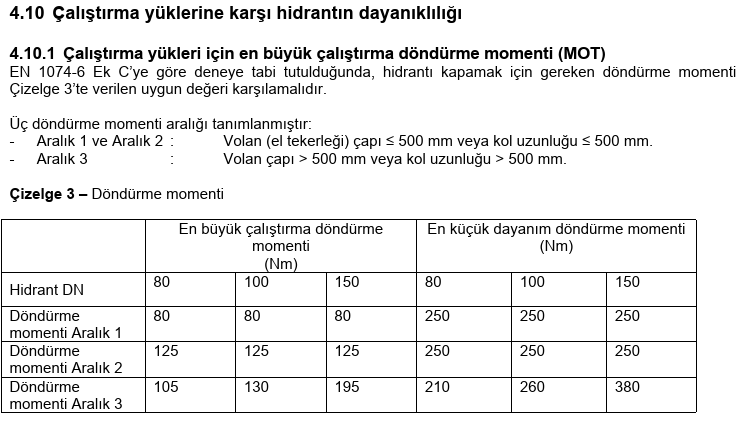 4.10 Çalıştırma yüklerine karşı hidrantın dayanıklılığı
4.10.1 Çalıştırma yükleri için en büyük çalıştırma döndürme momenti (MOT)
EN 1074-6 Ek C’ye göre deneye tabi tutulduğunda, hidrantı kapamak için gereken döndürme momenti
Çizelge 3’te verilen uygun değeri karşılamalıdır.
Üç döndürme momenti aralığı tanımlanmıştır:
- Aralık 1 ve Aralık 2 : Volan (el tekerleği) çapı ≤ 500 mm veya kol uzunluğu ≤ 500 mm.
- Aralık 3 : Volan çapı > 500 mm veya kol uzunluğu > 500 mm.
Çizelge 3 – Döndürme momenti
En büyük çalıştırma döndürme momenti (Nm) En küçük dayanım döndürme momenti (Nm)
Hidrant DN 80 100 150 80 100 150
Döndürme momenti Aralık 1 80 80 80 250 250 250
Döndürme momenti Aralık 2 125 125 125 250 250 250
Döndürme momenti Aralık 3 105 130 195 210 260 380